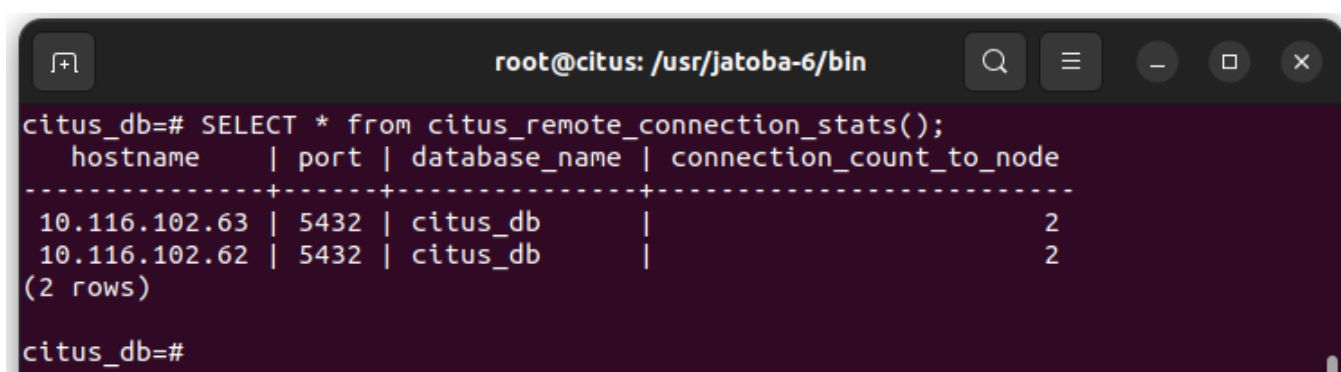 root@citus: /usr/jatoba-6/bin
citus_db=# SELECT * from citus_remote_connection_stats();
   hostname    | port | database_name | connection_count_to_node
---------------+------+---------------+--------------------------
 10.116.102.63 | 5432 | citus_db      |                        2
 10.116.102.62 | 5432 | citus_db      |                        2
(2 rows)
citus_db=#